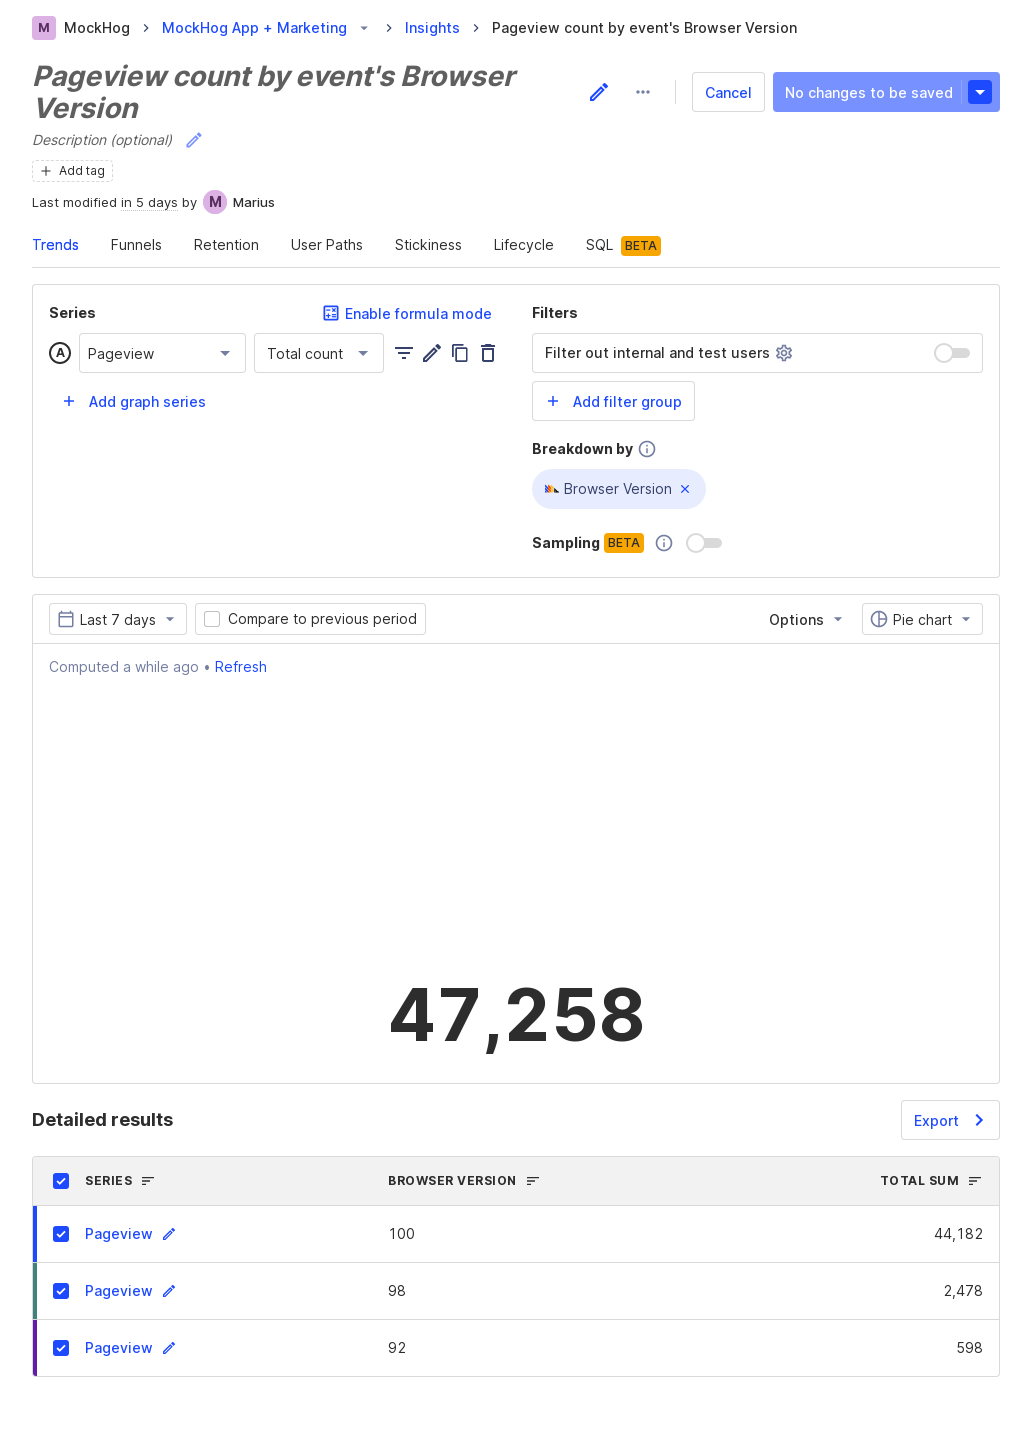 M MockHog > MockHog App + Marketing > Insights > Pageview count by event's Browser Version
Pageview count by event's Browser
Version
Cancel
No changes to be saved
Description (optional)
Add tag
Last modified in 5 days by M Marius
Trends Funnels Retention User Paths Stickiness Lifecycle SQL BETA
Series
Enable formula mode
A Pageview Total count
Add graph series
Filters
Filter out internal and test users
Add filter group
Breakdown by
Browser Version
Sampling BETA
Last 7 days Compare to previous period Options Pie chart
Computed a while ago • Refresh
47,258
Detailed results
Export
SERIES BROWSER VERSION TOTAL SUM
Pageview 100 44,182
Pageview 98 2,478
Pageview 92 598